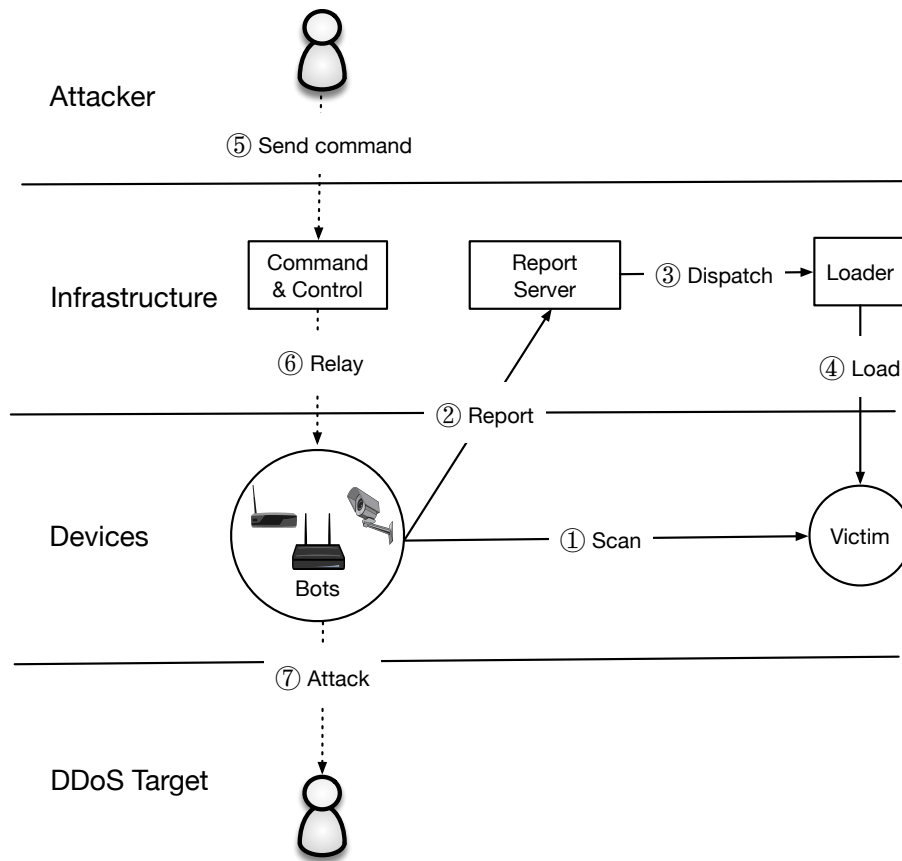 Attacker
⑤ Send command
Infrastructure
Command
& Control
Report
Server
③ Dispatch
Loader
⑥ Relay
④ Load
② Report
Devices
① Scan
Victim
Bots
⑦ Attack
DDoS Target